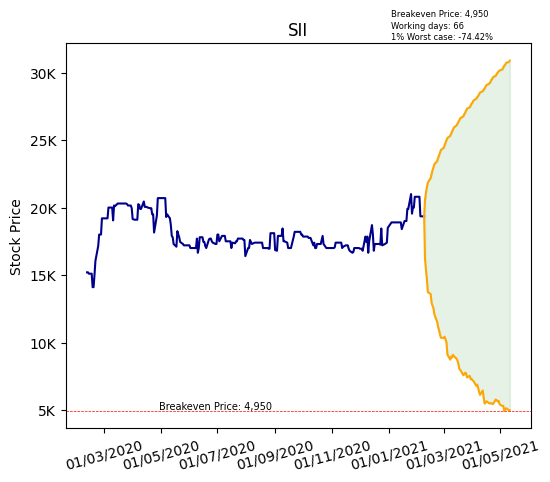 Breakeven Price: 4,950
Working days: 66
1% Worst case: -74.42%
SII
Stock Price
30K
25K
20K
15K
10K
5K
Breakeven Price: 4,950
01/03/2020 01/05/2020 01/07/2020 01/09/2020 01/11/2020 01/01/2021 01/03/2021 01/05/2021